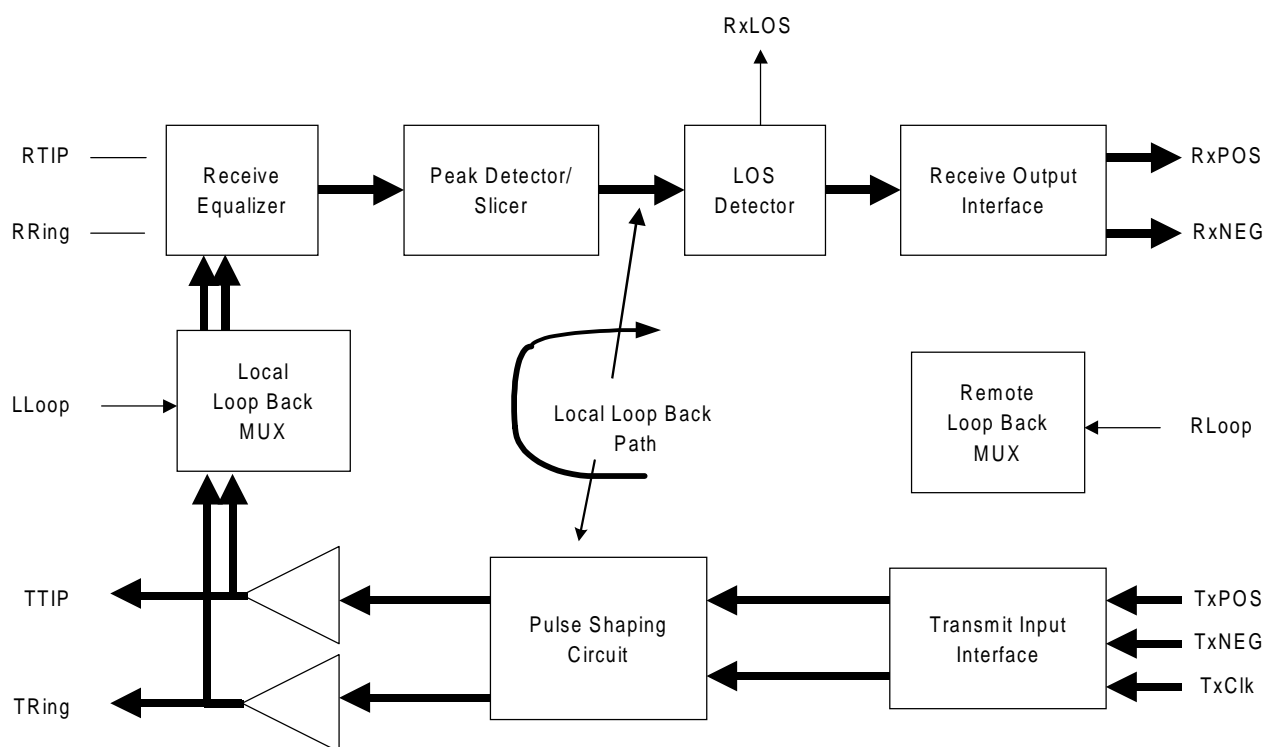 RxLOS
RTIP
RRing
Receive
Equalizer
Peak Detector/
Slicer
LOS
Detector
Receive Output
Interface
RxPOS
RxNEG
LLoop
Local
Loop Back
MUX
Local Loop Back
Path
Remote
Loop Back
MUX
RLoop
TTIP
TRing
Pulse Shaping
Circuit
Transmit Input
Interface
TxPOS
TxNEG
TxClk